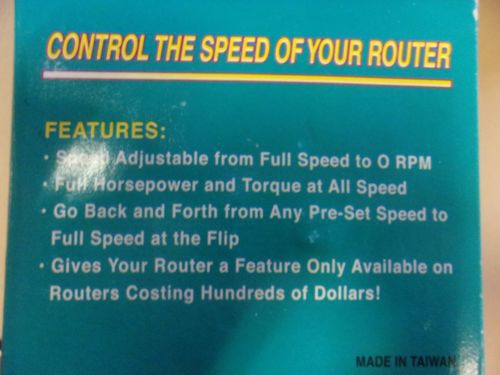 CONTROL THE SPEED OF YOUR ROUTER
FEATURES:
• Speed Adjustable from Full Speed to O RPM
• Full Horsepower and Torque at All Speed
• Go Back and Forth from Any Pre-Set Speed to
Full Speed at the Flip
• Gives Your Router a Feature Only Available on
Routers Costing Hundreds of Dollars!
MADE IN TAIWAN